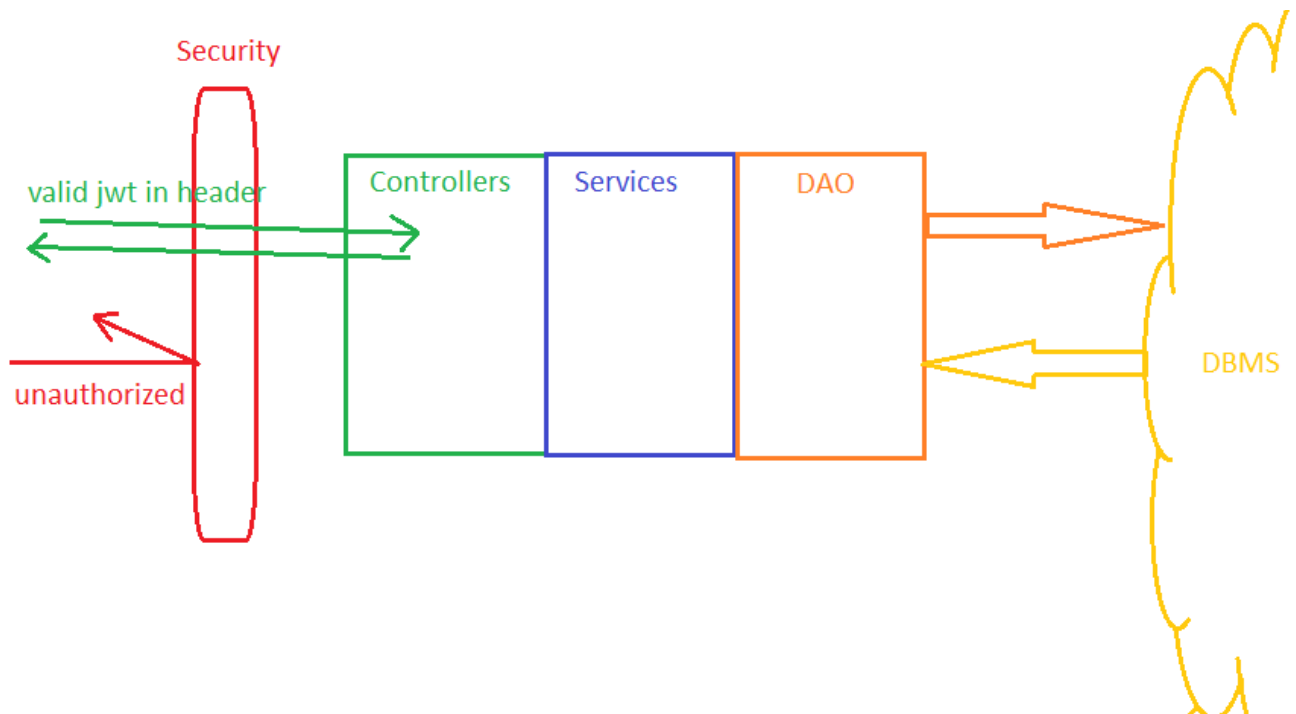 Security
valid jwt in header
Controllers
Services
DAO
unauthorized
DBMS